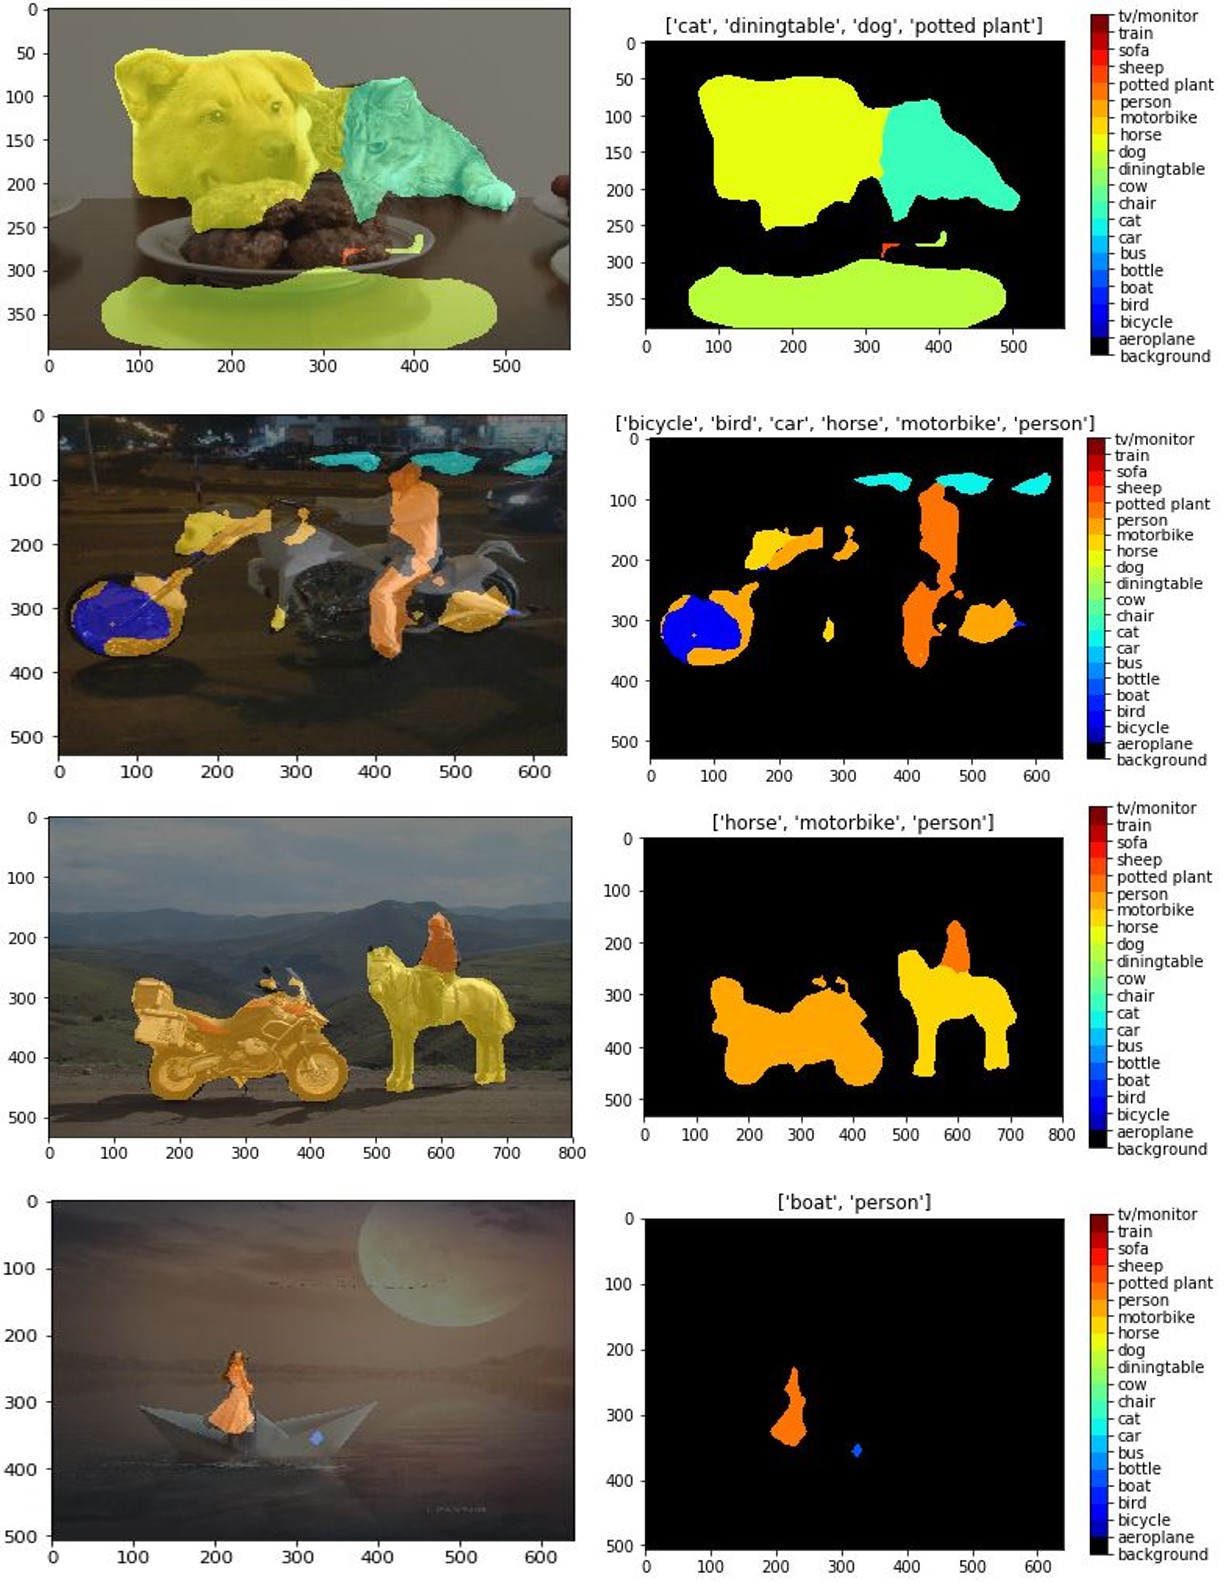 ['cat', 'diningtable', 'dog', 'potted plant']
0
50
100
150
200
250
300
350
0 100 200 300 400 500
0
50
100
150
200
250
300
350
0 100 200 300 400 500
tv/monitor
train
sofa
sheep
potted plant
person
motorbike
horse
dog
diningtable
cow
chair
cat
car
bus
bottle
boat
bird
bicycle
aeroplane
background
['bicycle', 'bird', 'car', 'horse', 'motorbike', 'person']
0
100
200
300
400
500
0 100 200 300 400 500 600
0
100
200
300
400
500
0 100 200 300 400 500 600
tv/monitor
train
sofa
sheep
potted plant
person
motorbike
horse
dog
diningtable
cow
chair
cat
car
bus
bottle
boat
bird
bicycle
aeroplane
background
['horse', 'motorbike', 'person']
0
100
200
300
400
500
0 100 200 300 400 500 600 700 800
0
100
200
300
400
500
0 100 200 300 400 500 600 700 800
tv/monitor
train
sofa
sheep
potted plant
person
motorbike
horse
dog
diningtable
cow
chair
cat
car
bus
bottle
boat
bird
bicycle
aeroplane
background
['boat', 'person']
0
100
200
300
400
500
0 100 200 300 400 500 600
0
100
200
300
400
500
0 100 200 300 400 500 600
tv/monitor
train
sofa
sheep
potted plant
person
motorbike
horse
dog
diningtable
cow
chair
cat
car
bus
bottle
boat
bird
bicycle
aeroplane
background